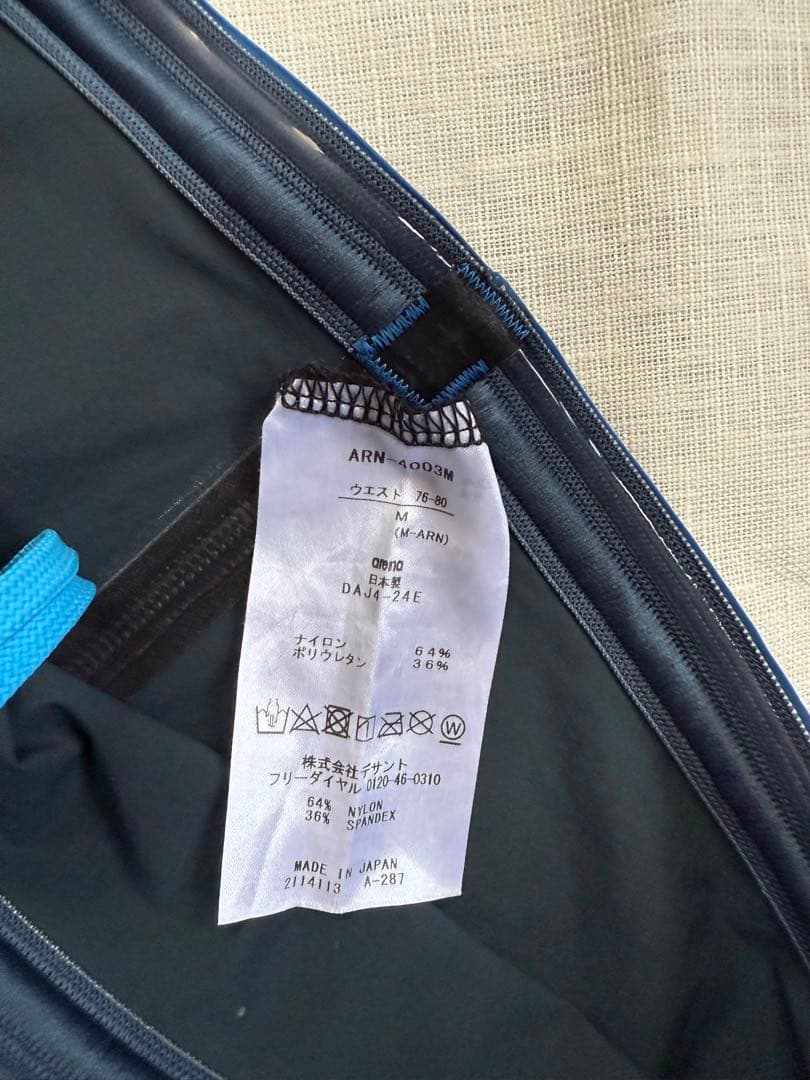 ARN-4003M
ウエスト 76-80
M
(M-ARN)
arena
日本製
DAJ4-24E
ナイロン 64%
ポリウレタン 36%
W
株式会社デサント
フリーダイヤル 0120-46-0310
64% NYLON
36% SPANDEX
MADE IN JAPAN
2114113 A-287